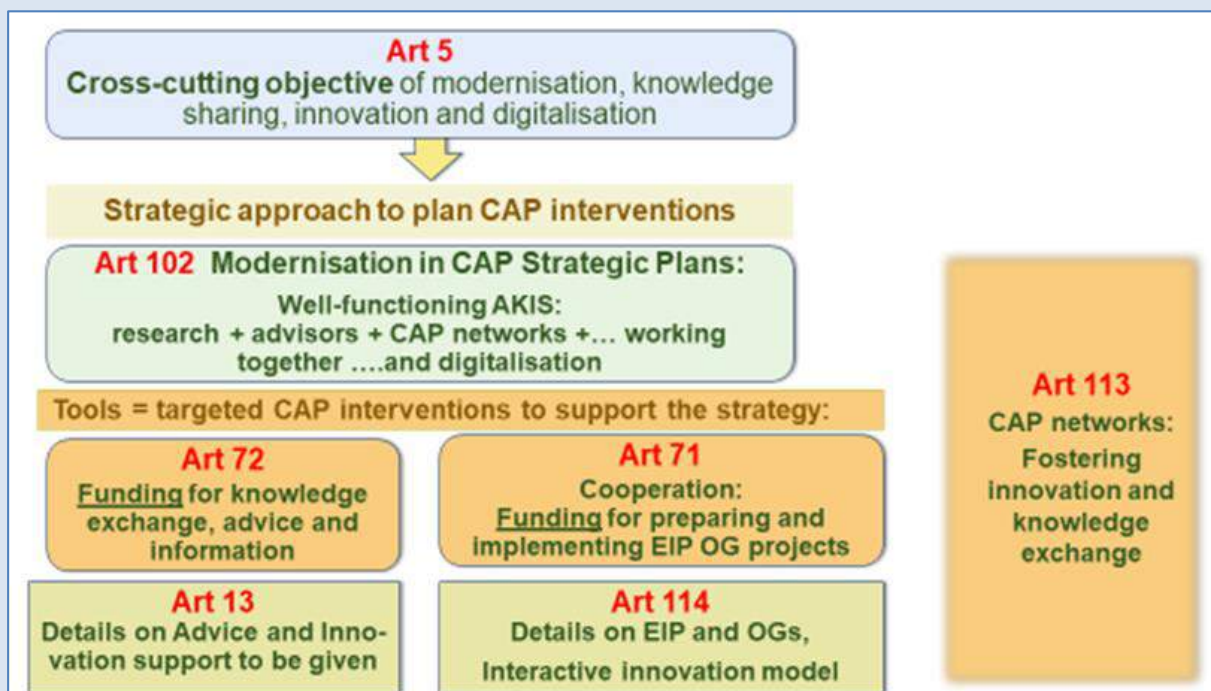 Art 5
Cross-cutting objective of modernisation, knowledge
sharing, innovation and digitalisation
Strategic approach to plan CAP interventions
Art 102 Modernisation in CAP Strategic Plans:
Well-functioning AKIS:
research + advisors + CAP networks +... working
together ....and digitalisation
Tools = targeted CAP interventions to support the strategy:
Art 72
Funding for knowledge
exchange, advice and
information
Art 71
Cooperation:
Funding for preparing and
implementing EIP OG projects
Art 13
Details on Advice and Inno-
vation support to be given
Art 114
Details on EIP and OGs,
Interactive innovation model
Art 113
CAP networks:
Fostering
innovation and
knowledge
exchange